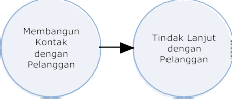 Membangun
Kontak
dengan
Pelanggan
Tindak Lanjut
dengan
Pelanggan